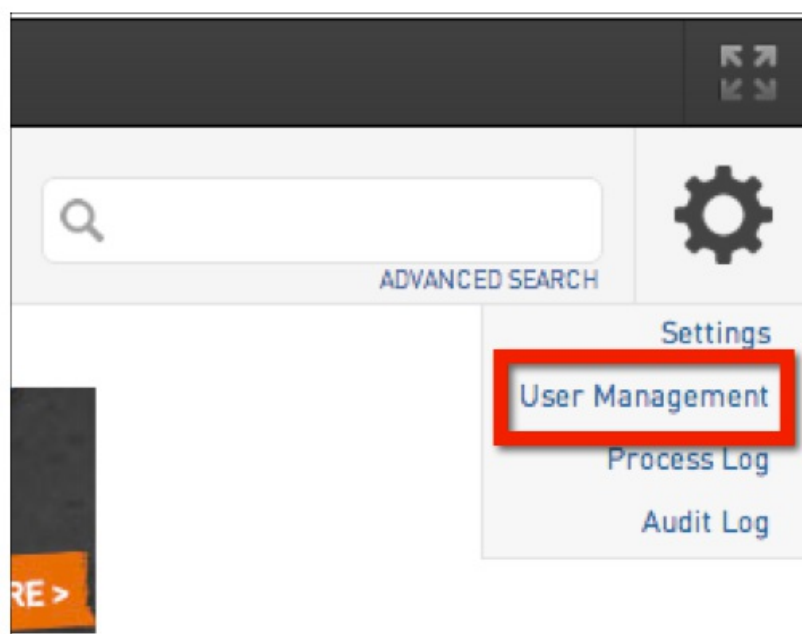 ADVANCED SEARCH
Settings
User Management
Process Log
Audit Log
RE >